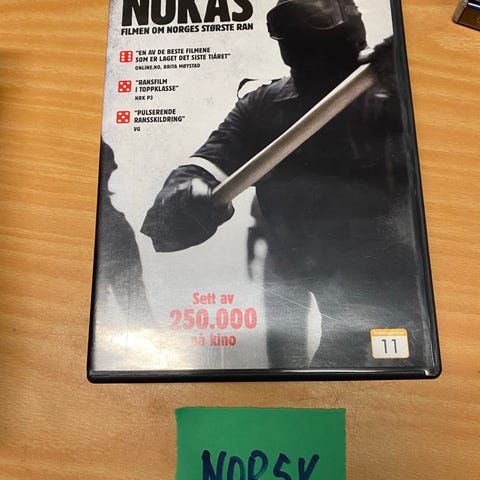 NOKAS
FILMEN OM NORGES STØRSTE RAN
"EN AV DE BESTE FILMENE
SOM ER LAGET DET SISTE TIÅRET"
ONLINE.NO, BRITA MØYSTAD
"RANSFILM
I TOPPKLASSE"
NRK P3
"PULSERENDE
RANSSKILDRING"
VG
Sett av
250.000
på kino
Aldersgrense
11
NORSK